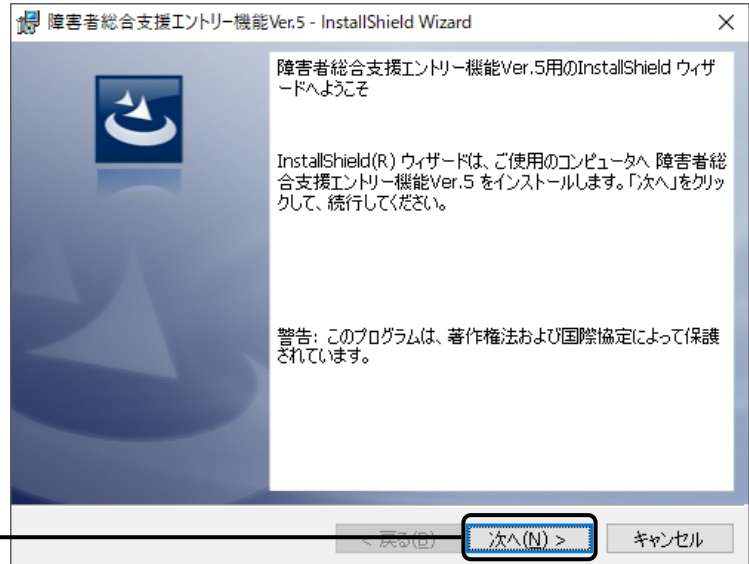 障害者総合支援エントリー機能Ver.5 - InstallShield Wizard
障害者総合支援エントリー機能Ver.5用のInstallShield ウィザ
ードへようこそ
InstallShield(R) ウィザードは、ご使用のコンピュータへ 障害者総
合支援エントリー機能Ver.5 をインストールします。「次へ」をクリッ
クして、続行してください。
警告: このプログラムは、著作権法および国際協定によって保護
されています。
< 戻る(B) 次へ(N) > キャンセル